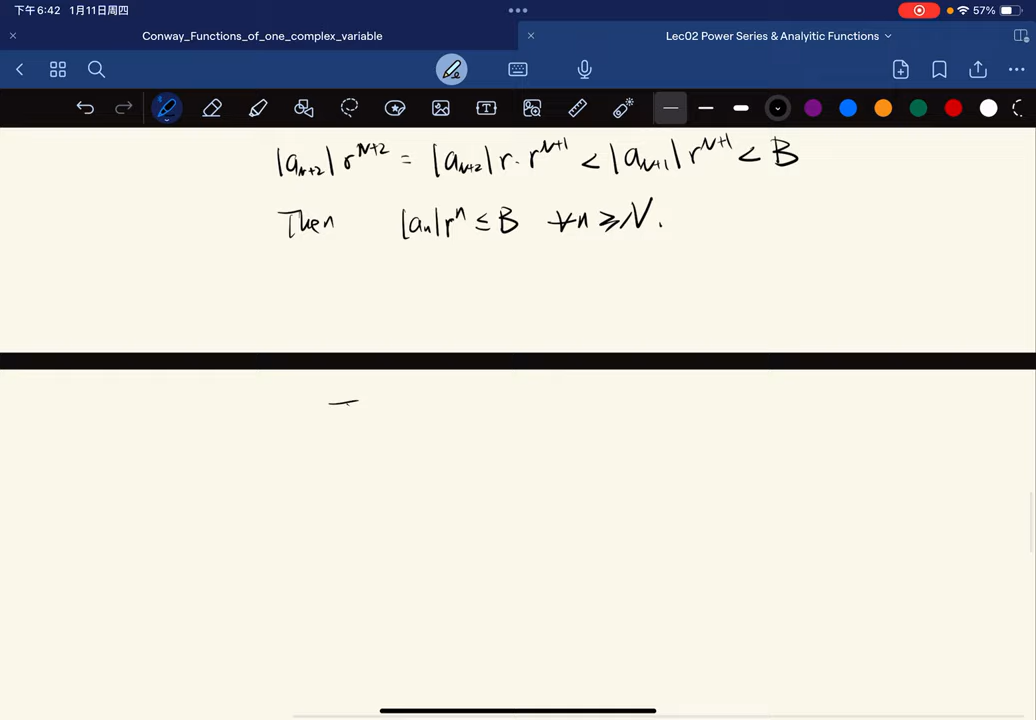 下午6:42 1月11日周四
57%
Conway_Functions_of_one_complex_variable
Lec02 Power Series & Analyitic Functions
|a_{N+2}| r^{N+2} = |a_{N+2}| r · r^{N+1} < |a_{N+1}| r^{N+1} < B
Then |a_n| r^n ≤ B ∀n ≥ N.